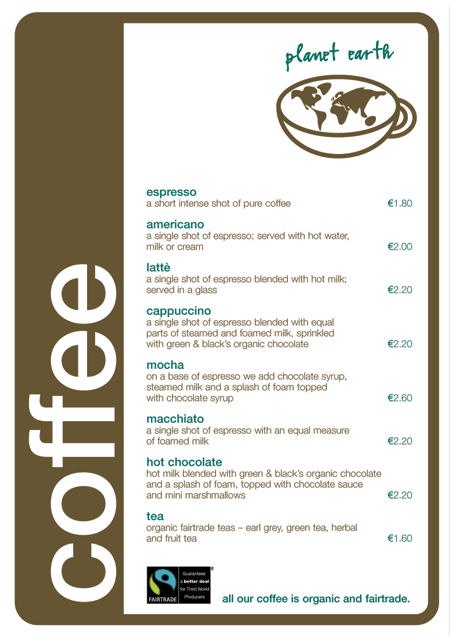 planet earth
coffee
espresso
a short intense shot of pure coffee €1.80
americano
a single shot of espresso; served with hot water,
milk or cream €2.00
lattè
a single shot of espresso blended with hot milk;
served in a glass €2.20
cappuccino
a single shot of espresso blended with equal
parts of steamed and foamed milk, sprinkled
with green & black's organic chocolate €2.20
mocha
on a base of espresso we add chocolate syrup,
steamed milk and a splash of foam topped
with chocolate syrup €2.60
macchiato
a single shot of espresso with an equal measure
of foamed milk €2.20
hot chocolate
hot milk blended with green & black's organic chocolate
and a splash of foam, topped with chocolate sauce
and mini marshmallows €2.20
tea
organic fairtrade teas – earl grey, green tea, herbal
and fruit tea €1.60
Guarantees
a better deal
for Third World
Producers
FAIRTRADE
®
all our coffee is organic and fairtrade.